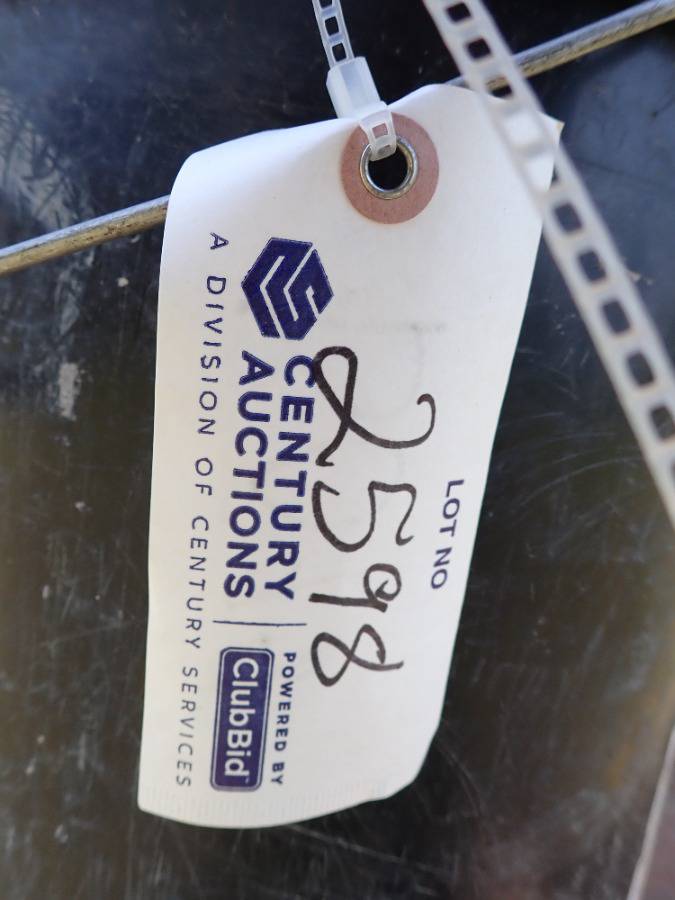 LOT NO
2598
CENTURY
AUCTIONS
POWERED BY
ClubBid
A DIVISION OF CENTURY SERVICES